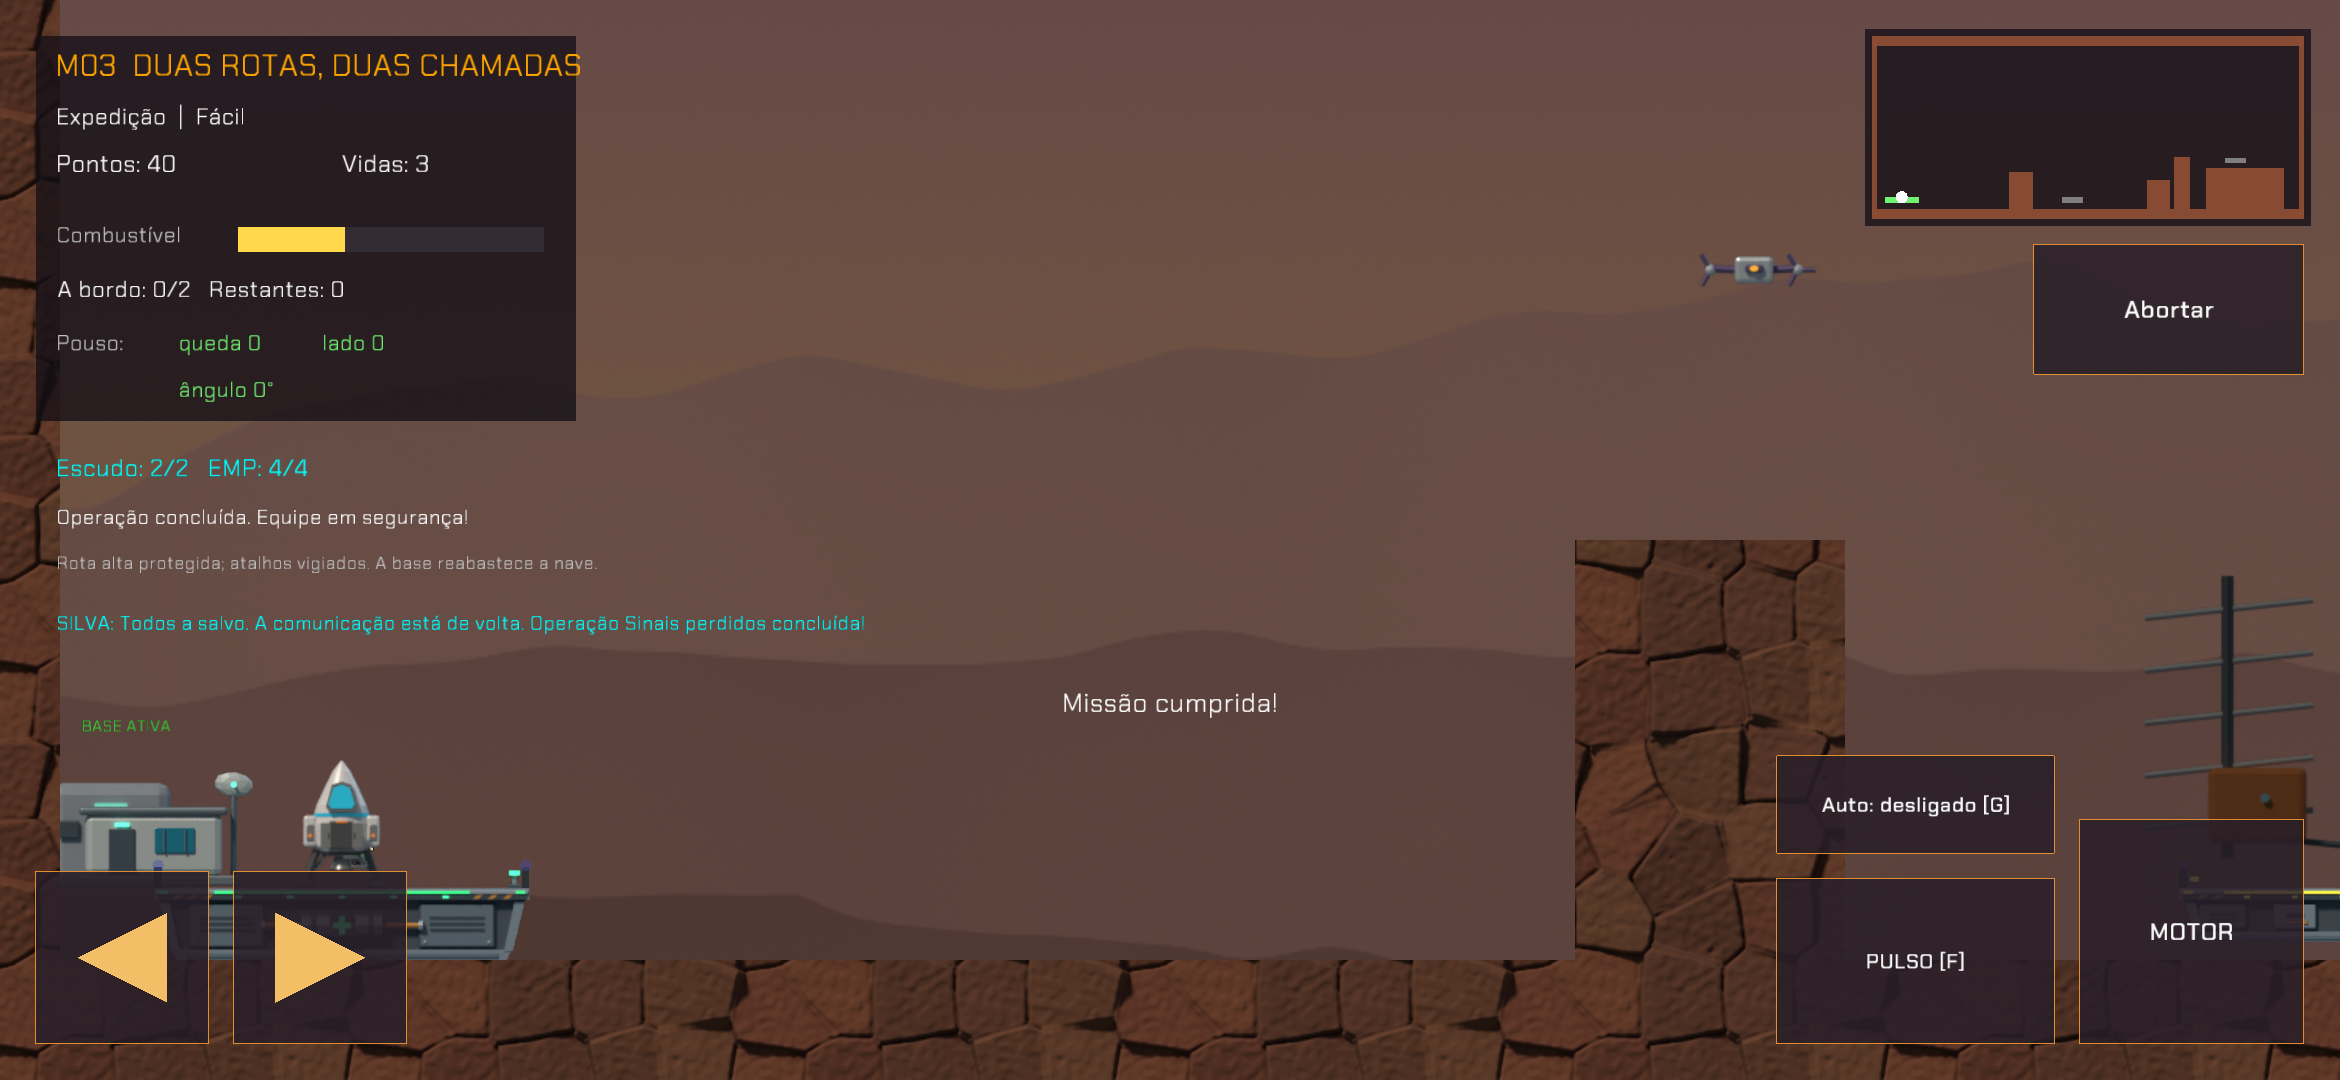 M03 DUAS ROTAS, DUAS CHAMADAS
Expedição | Fácil
Pontos: 40 Vidas: 3
Combustível
A bordo: 0/2 Restantes: 0
Pouso: queda 0 lado 0
ângulo 0°
Abortar
Escudo: 2/2 EMP: 4/4
Operação concluída. Equipe em segurança!
Rota alta protegida; atalhos vigiados. A base reabastece a nave.
SILVA: Todos a salvo. A comunicação está de volta. Operação Sinais perdidos concluída!
Missão cumprida!
BASE ATIVA
Auto: desligado [G]
MOTOR
PULSO [F]